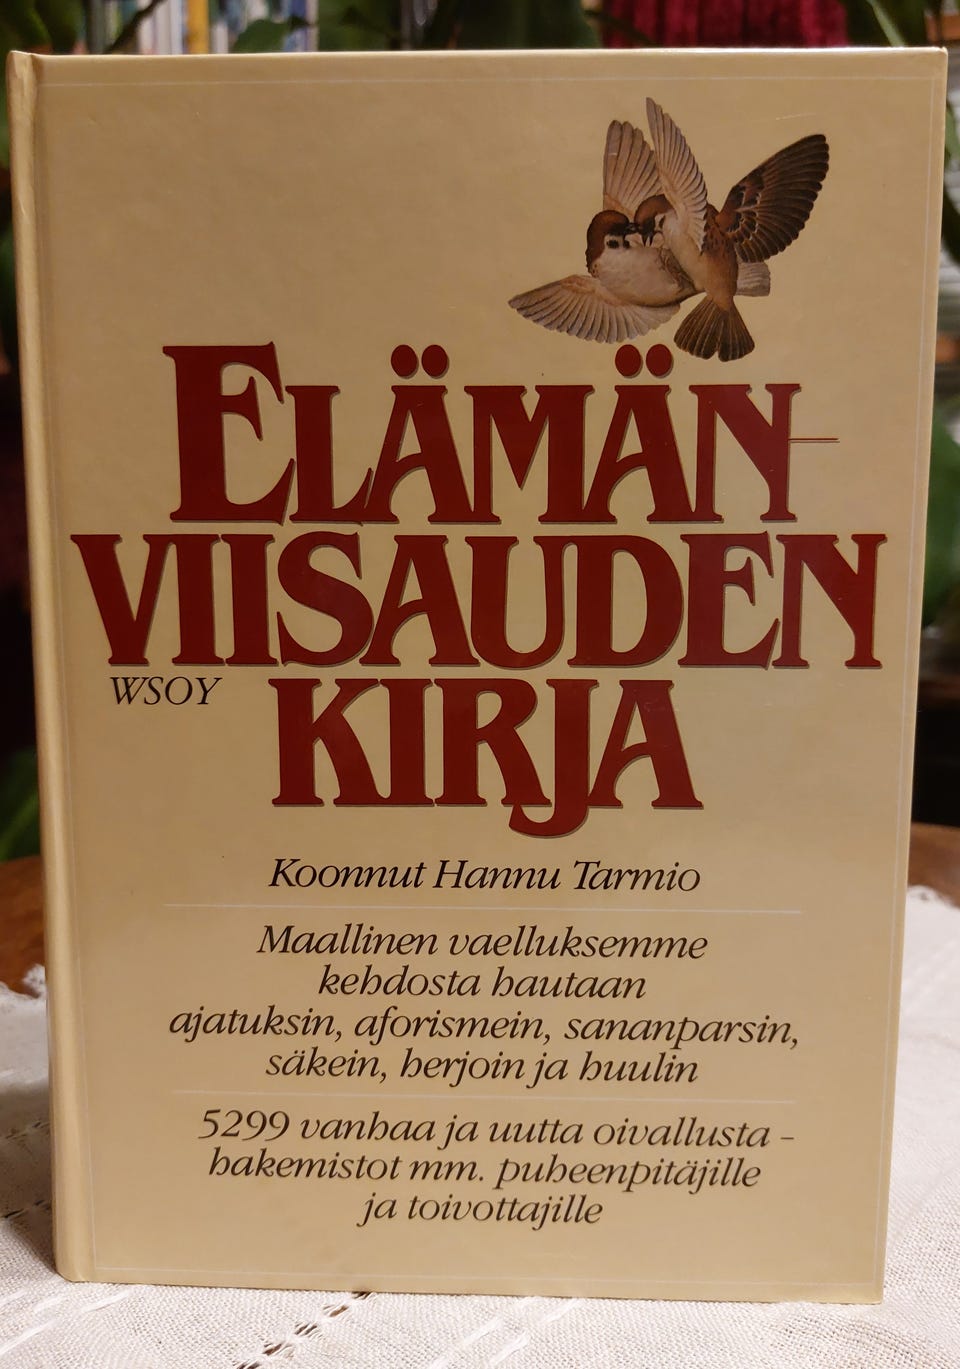 ELÄMÄN-
VIISAUDEN
WSOY
KIRJA
Koonnut Hannu Tarmio
Maallinen vaelluksemme
kehdosta hautaan
ajatuksin, aforismein, sananparsin,
säkein, herjoin ja huulin
5299 vanhaa ja uutta oivallusta –
hakemistot mm. puheenpitäjille
ja toivottajille